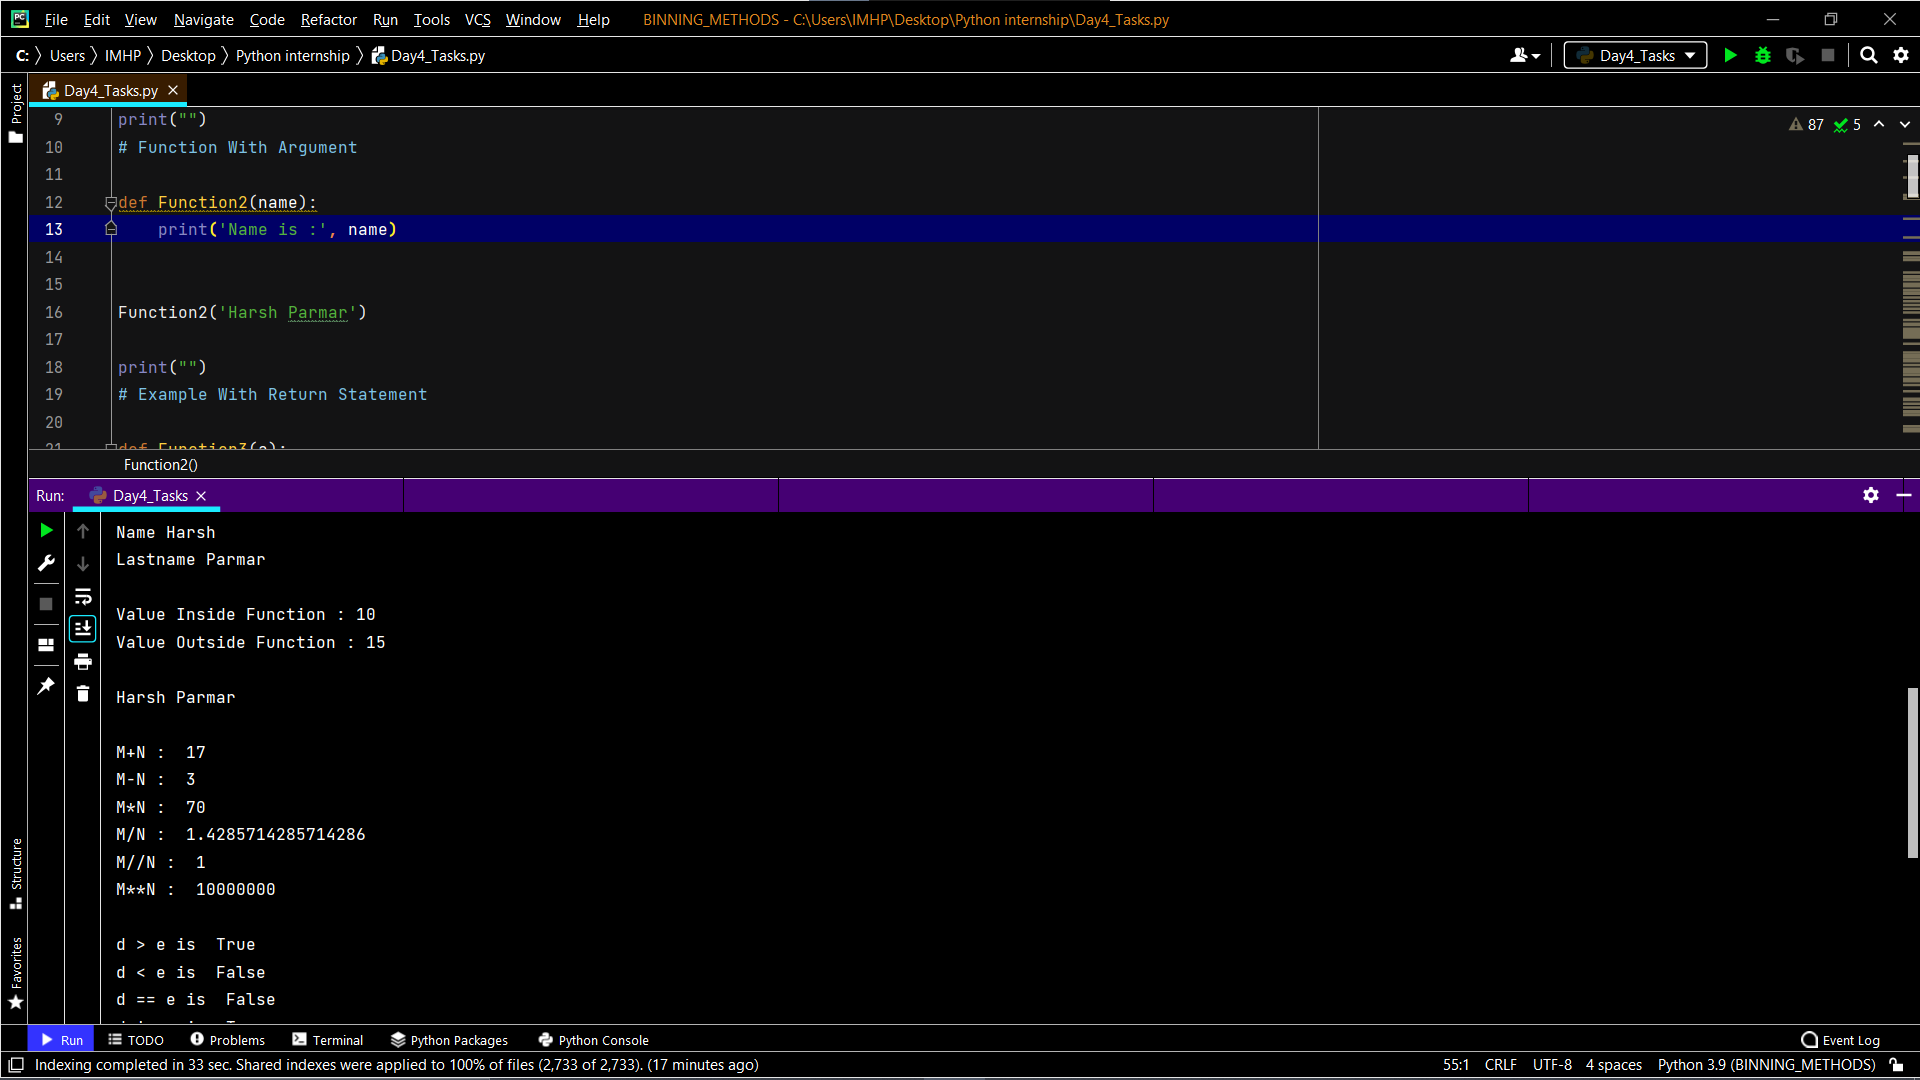 PC File Edit View Navigate Code Refactor Run Tools VCS Window Help BINNING_METHODS - C:\Users\IMHP\Desktop\Python internship\Day4_Tasks.py
C: Users IMHP Desktop Python internship Day4_Tasks.py Day4_Tasks
Project
Day4_Tasks.py
87 5
9 print("")
10 # Function With Argument
11
12 def Function2(name):
13 print('Name is :', name)
14
15
16 Function2('Harsh Parmar')
17
18 print("")
19 # Example With Return Statement
20
21 def Function3(a):
Function2()
Run: Day4_Tasks
Name Harsh
Lastname Parmar
Value Inside Function : 10
Value Outside Function : 15
Harsh Parmar
M+N :  17
M-N :  3
M*N :  70
M/N :  1.4285714285714286
M//N :  1
M**N :  10000000
d > e is  True
d < e is  False
d == e is  False
Structure
Favorites
Run TODO Problems Terminal Python Packages Python Console Event Log
Indexing completed in 33 sec. Shared indexes were applied to 100% of files (2,733 of 2,733). (17 minutes ago) 55:1 CRLF UTF-8 4 spaces Python 3.9 (BINNING_METHODS)